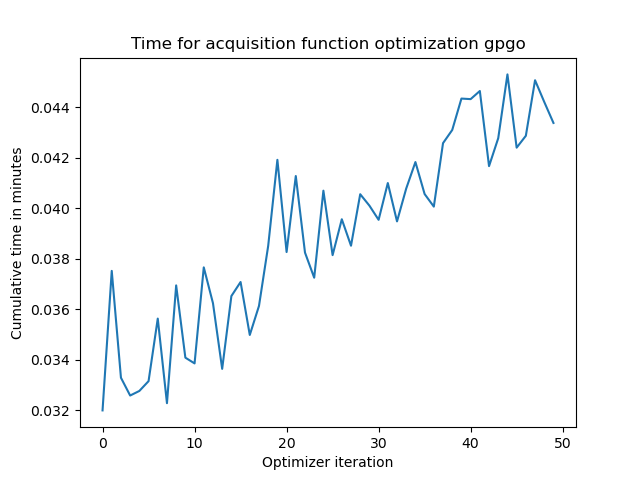 Time for acquisition function optimization gpgo
Cumulative time in minutes
0.044
0.042
0.040
0.038
0.036
0.034
0.032
0 10 20 30 40 50
Optimizer iteration